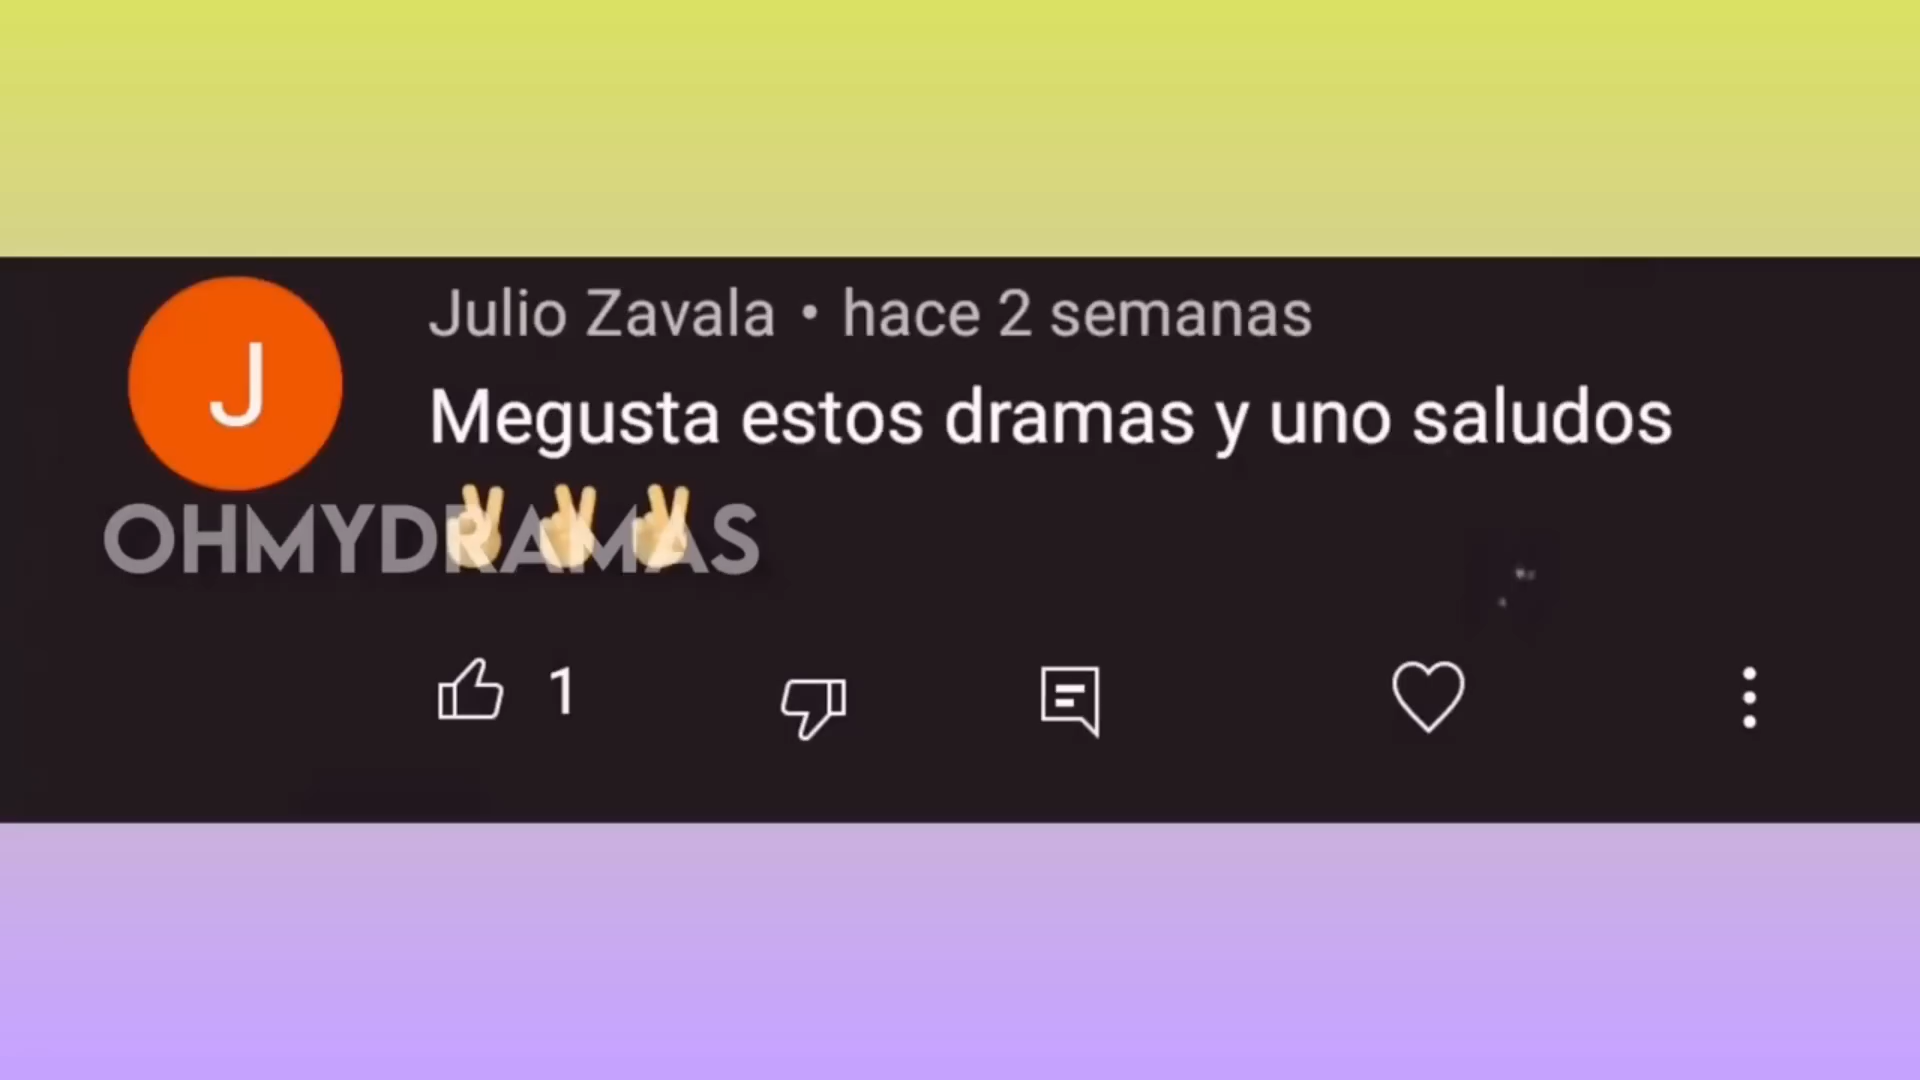 J
Julio Zavala • hace 2 semanas
Megusta estos dramas y uno saludos
✌️✌️✌️
OHMYDRAMAS
1